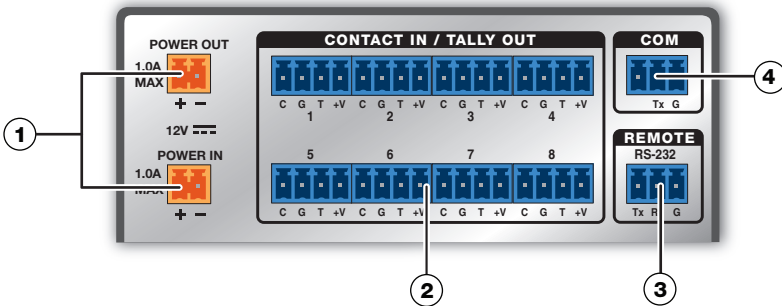 POWER OUT
1.0A
MAX
+ −
12V
POWER IN
1.0A
MAX
+ −
1
CONTACT IN / TALLY OUT
C G T +V C G T +V C G T +V C G T +V
1 2 3 4
5 6 7 8
C G T +V C G T +V C G T +V C G T +V
2
COM
Tx G
4
REMOTE
RS-232
Tx R G
3